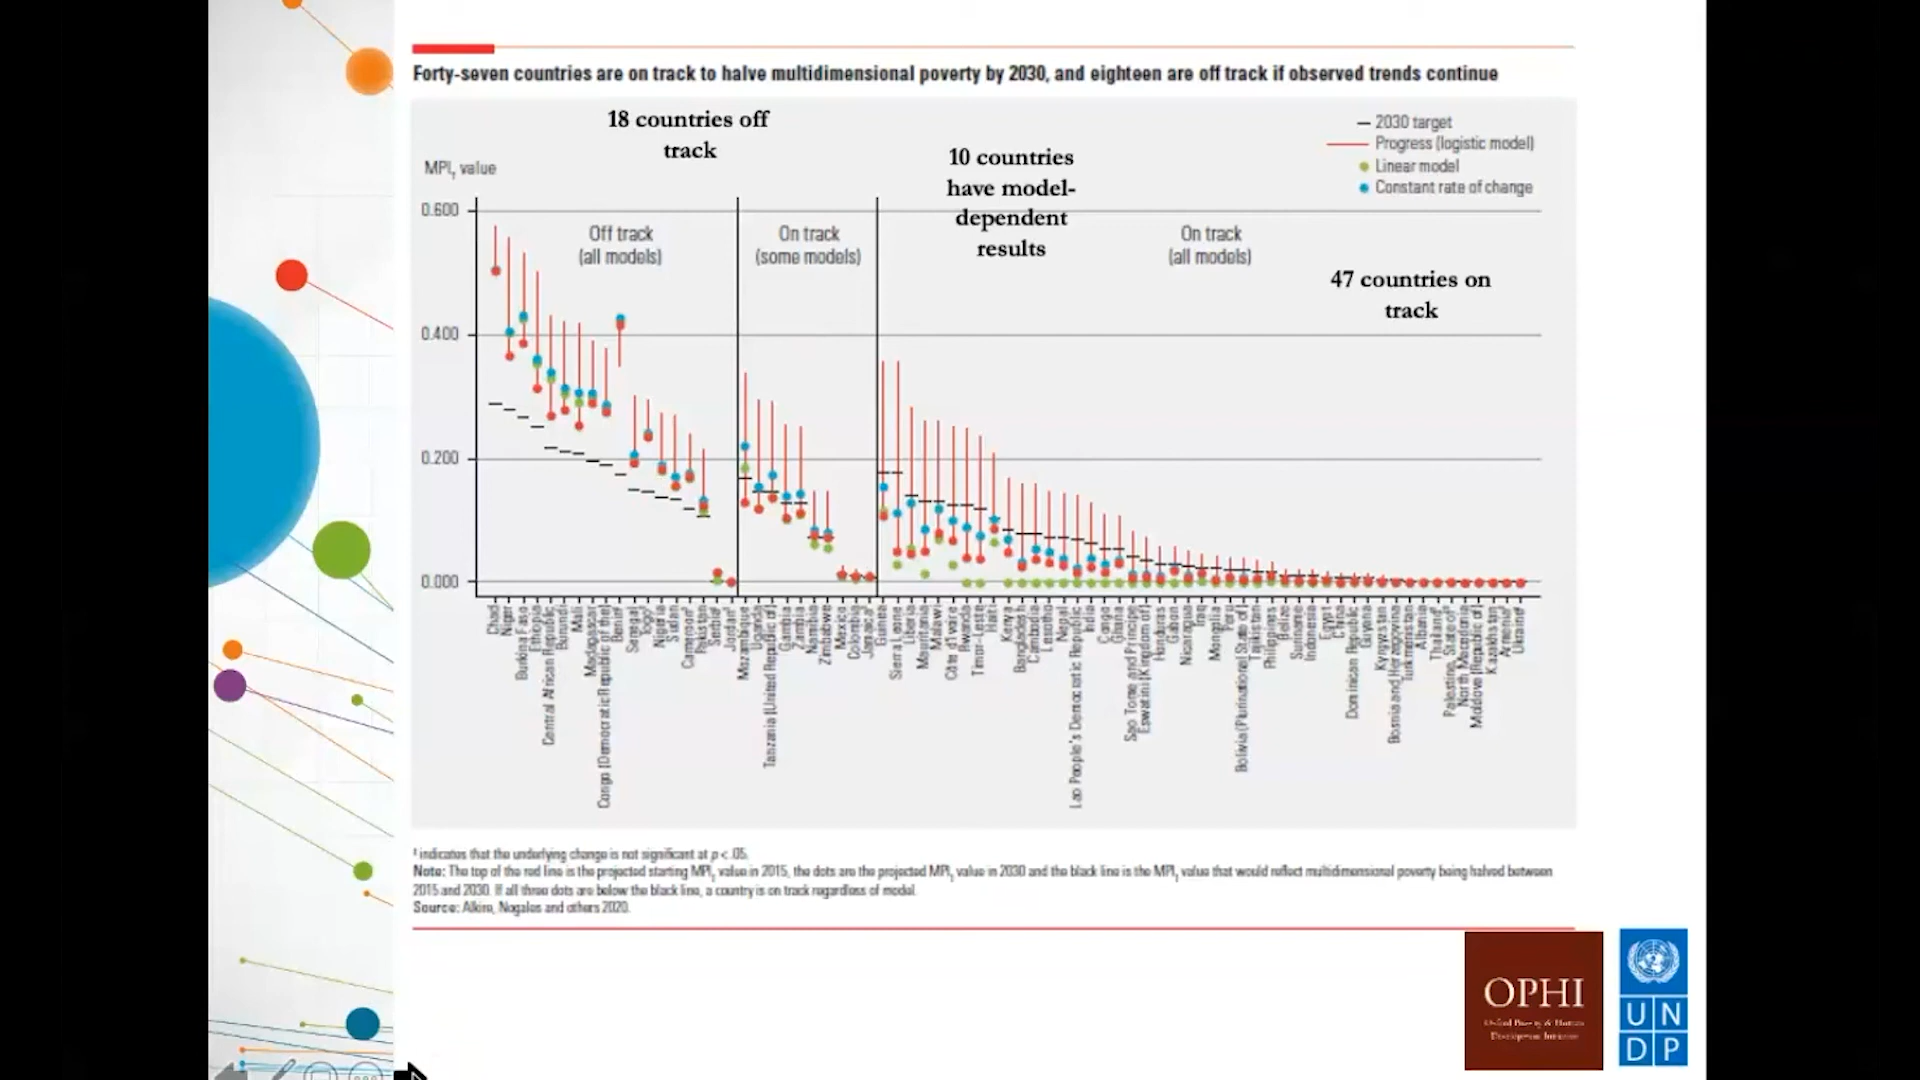 Forty-seven countries are on track to halve multidimensional poverty by 2030, and eighteen are off track if observed trends continue
18 countries off
track
10 countries
have model-
dependent
results
47 countries on
track
2030 target
Progress (logistic model)
Linear model
Constant rate of change
MPIT value
0.600
0.400
0.200
0.000
Off track
(all models)
On track
(some models)
On track
(all models)
Chad
Niger
Burkina Faso
Ethiopia
Central African Republic
Burundi
Mali
Madagascar
Congo (Democratic Republic of the)
Benin
Senegal
Togo
Nigeria
Sudan
Cameroon
Pakistan
Serbia
Jordan
Mozambique
Uganda
Tanzania (United Republic of)
Gambia
Zambia
Namibia
Zimbabwe
Mexico
Colombia
Jamaica
Guinea
Sierra Leone
Liberia
Mauritania
Malawi
Côte d'Ivoire
Rwanda
Timor-Leste
Haiti
Kenya
Bangladesh
Cambodia
Lesotho
Nepal
Lao People's Democratic Republic
India
Congo
Ghana
Sao Tome and Principe
Eswatini (Kingdom of)
Honduras
Gabon
Nicaragua
Iraq
Mongolia
Peru
Bolivia (Plurinational State of)
Tajikistan
Philippines
Belize
Suriname
Indonesia
Egypt
China
Dominican Republic
Guyana
Kyrgyzstan
Bosnia and Herzegovina
Turkmenistan
Albania
Thailand
Palestine, State of
North Macedonia
Moldova (Republic of)
Kazakhstan
Armenia
Ukraine
indicates that the underlying change is not significant at p < .05.
Note: The top of the red line is the projected starting MPIT value in 2015, the dots are the projected MPIT value in 2030 and the black line is the MPIT value that would reflect multidimensional poverty being halved between
2015 and 2030. If all three dots are below the black line, a country is on track regardless of model.
Source: Alkire, Nogales and others 2020.
OPHI
Oxford Poverty & Human
Development Initiative
U N
D P